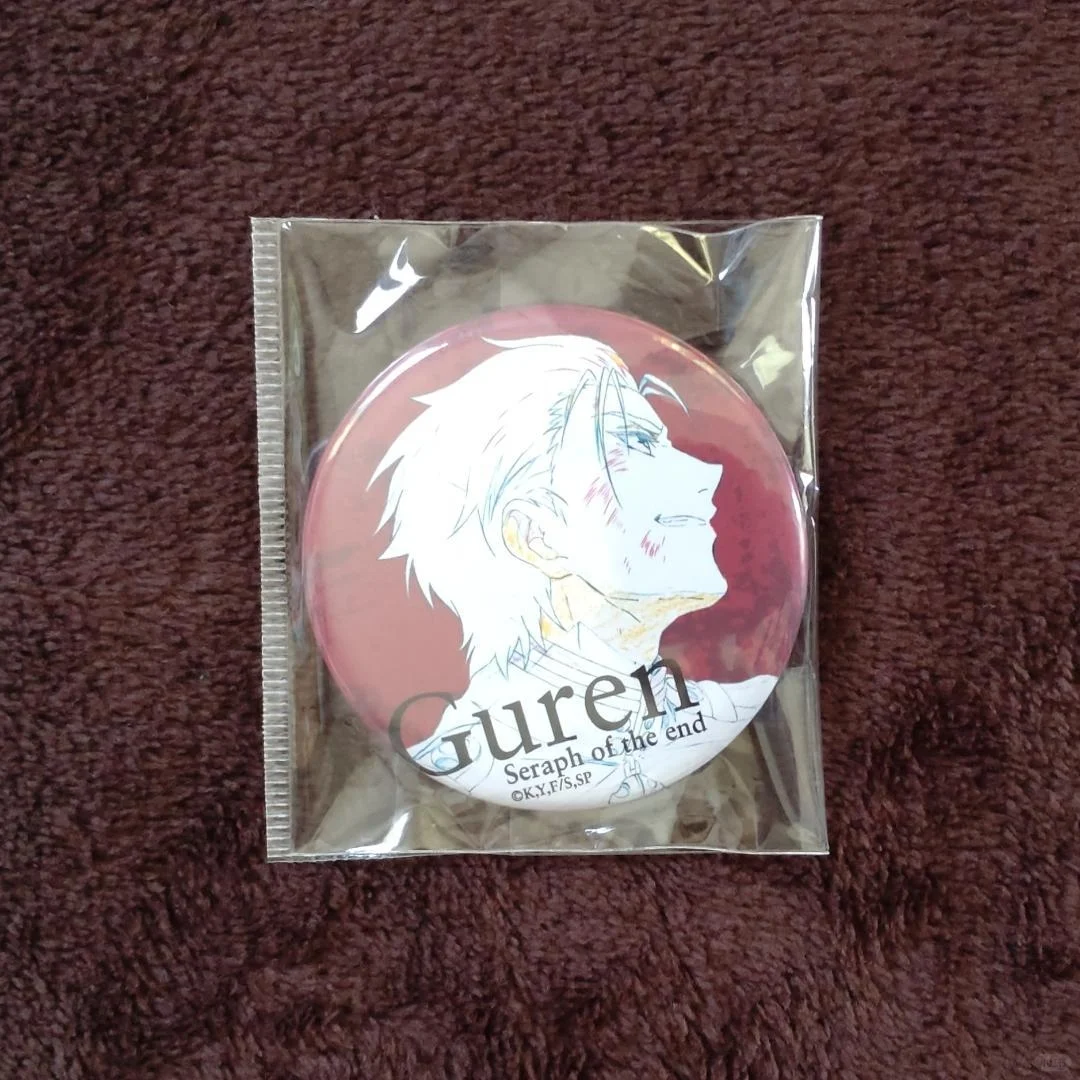 Guren
Seraph of the end
©K,Y,F/S,SP